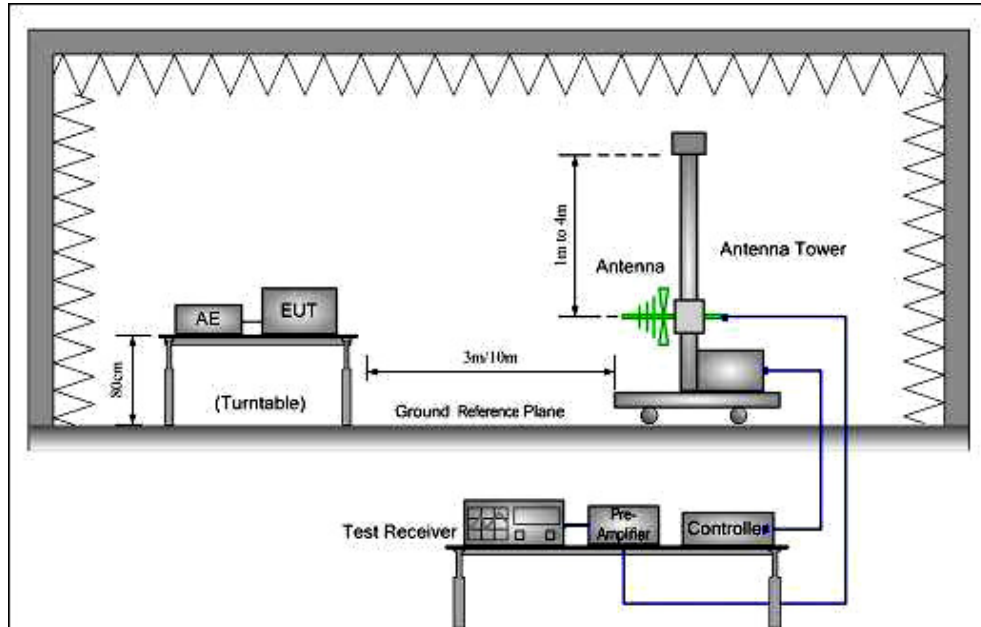 1m to 4m
Antenna
Antenna Tower
AE
EUT
80cm
(Turntable)
3m/10m
Ground Reference Plane
Test Receiver
Pre-
Amplifier
Controller